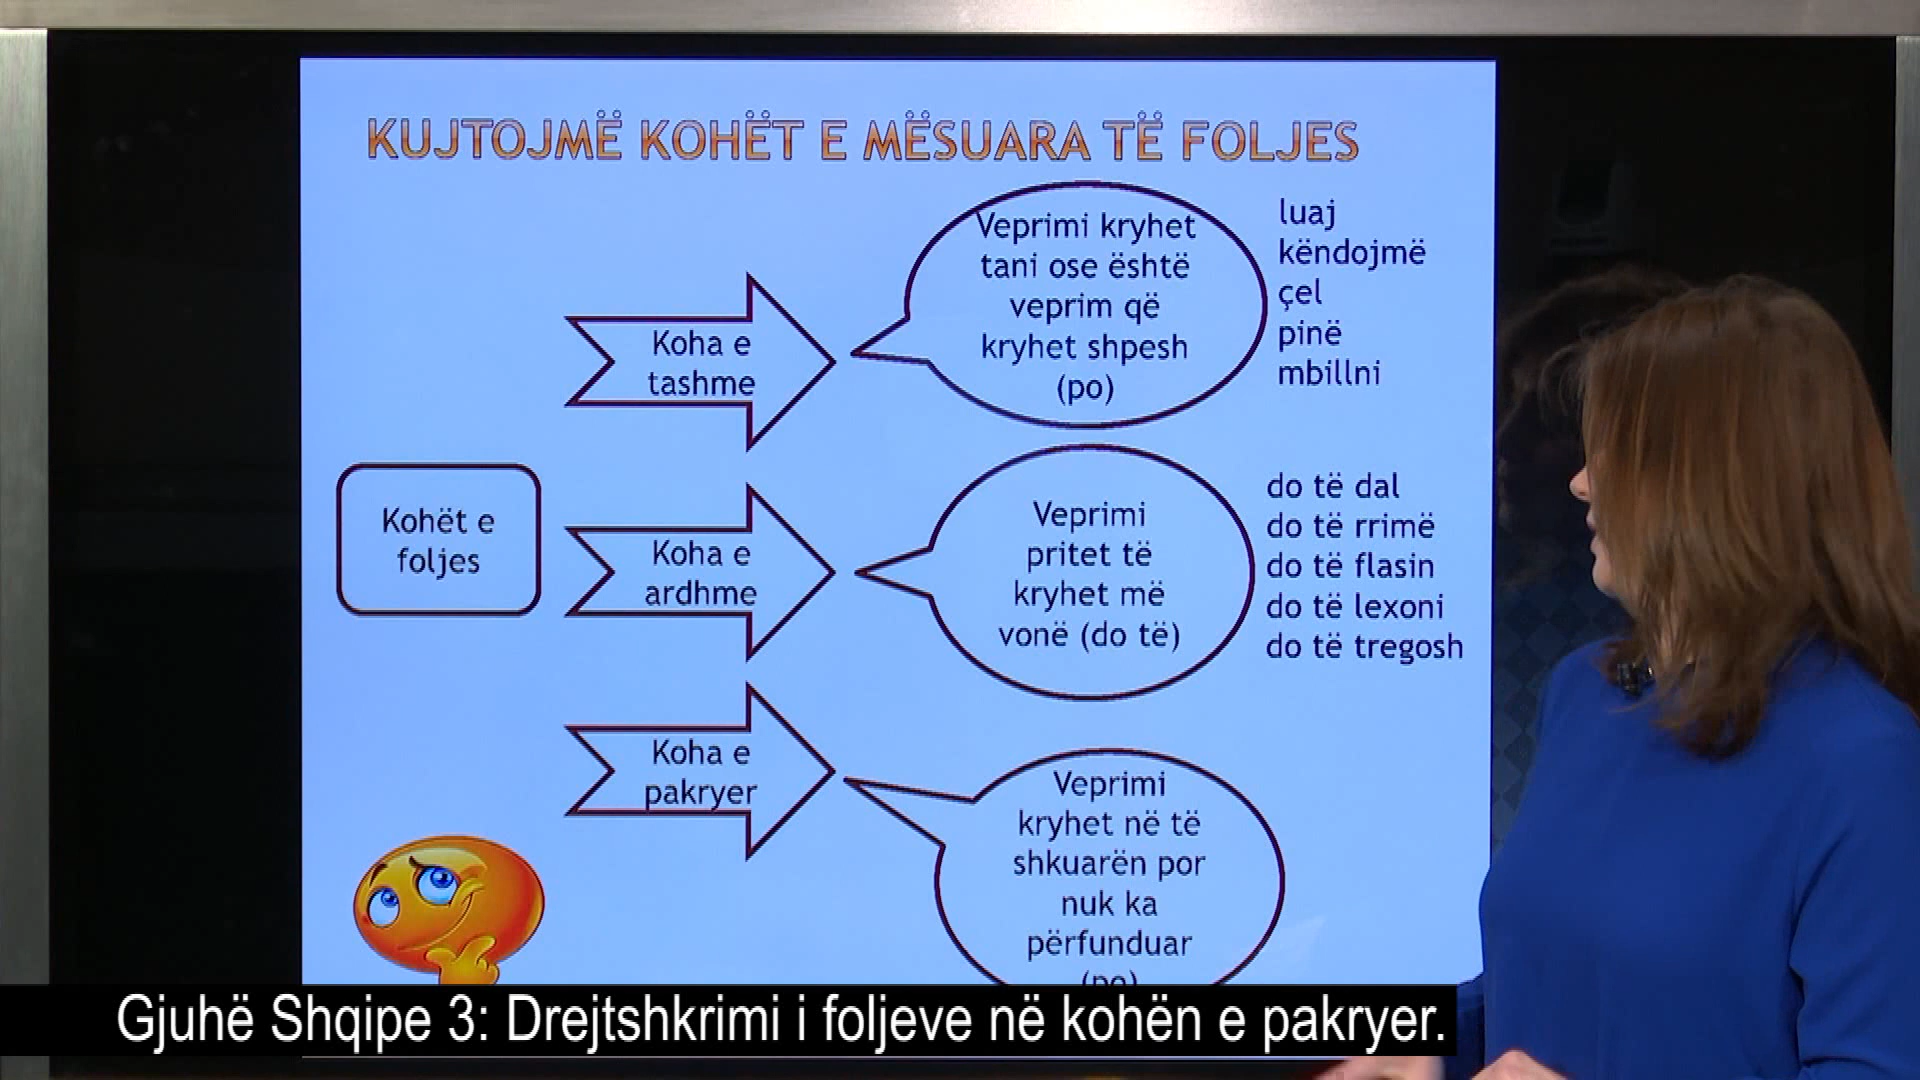 KUJTOJMË KOHËT E MËSUARA TË FOLJES
Kohët e
foljes
Koha e
tashme
Veprimi kryhet
tani ose është
veprim që
kryhet shpesh
(po)
luaj
këndojmë
çel
pinë
mbillni
Koha e
ardhme
Veprimi
pritet të
kryhet më
vonë (do të)
do të dal
do të rrimë
do të flasin
do të lexoni
do të tregosh
Koha e
pakryer
Veprimi
kryhet në të
shkuarën por
nuk ka
përfunduar
(po)
Gjuhë Shqipe 3: Drejtshkrimi i foljeve në kohën e pakryer.